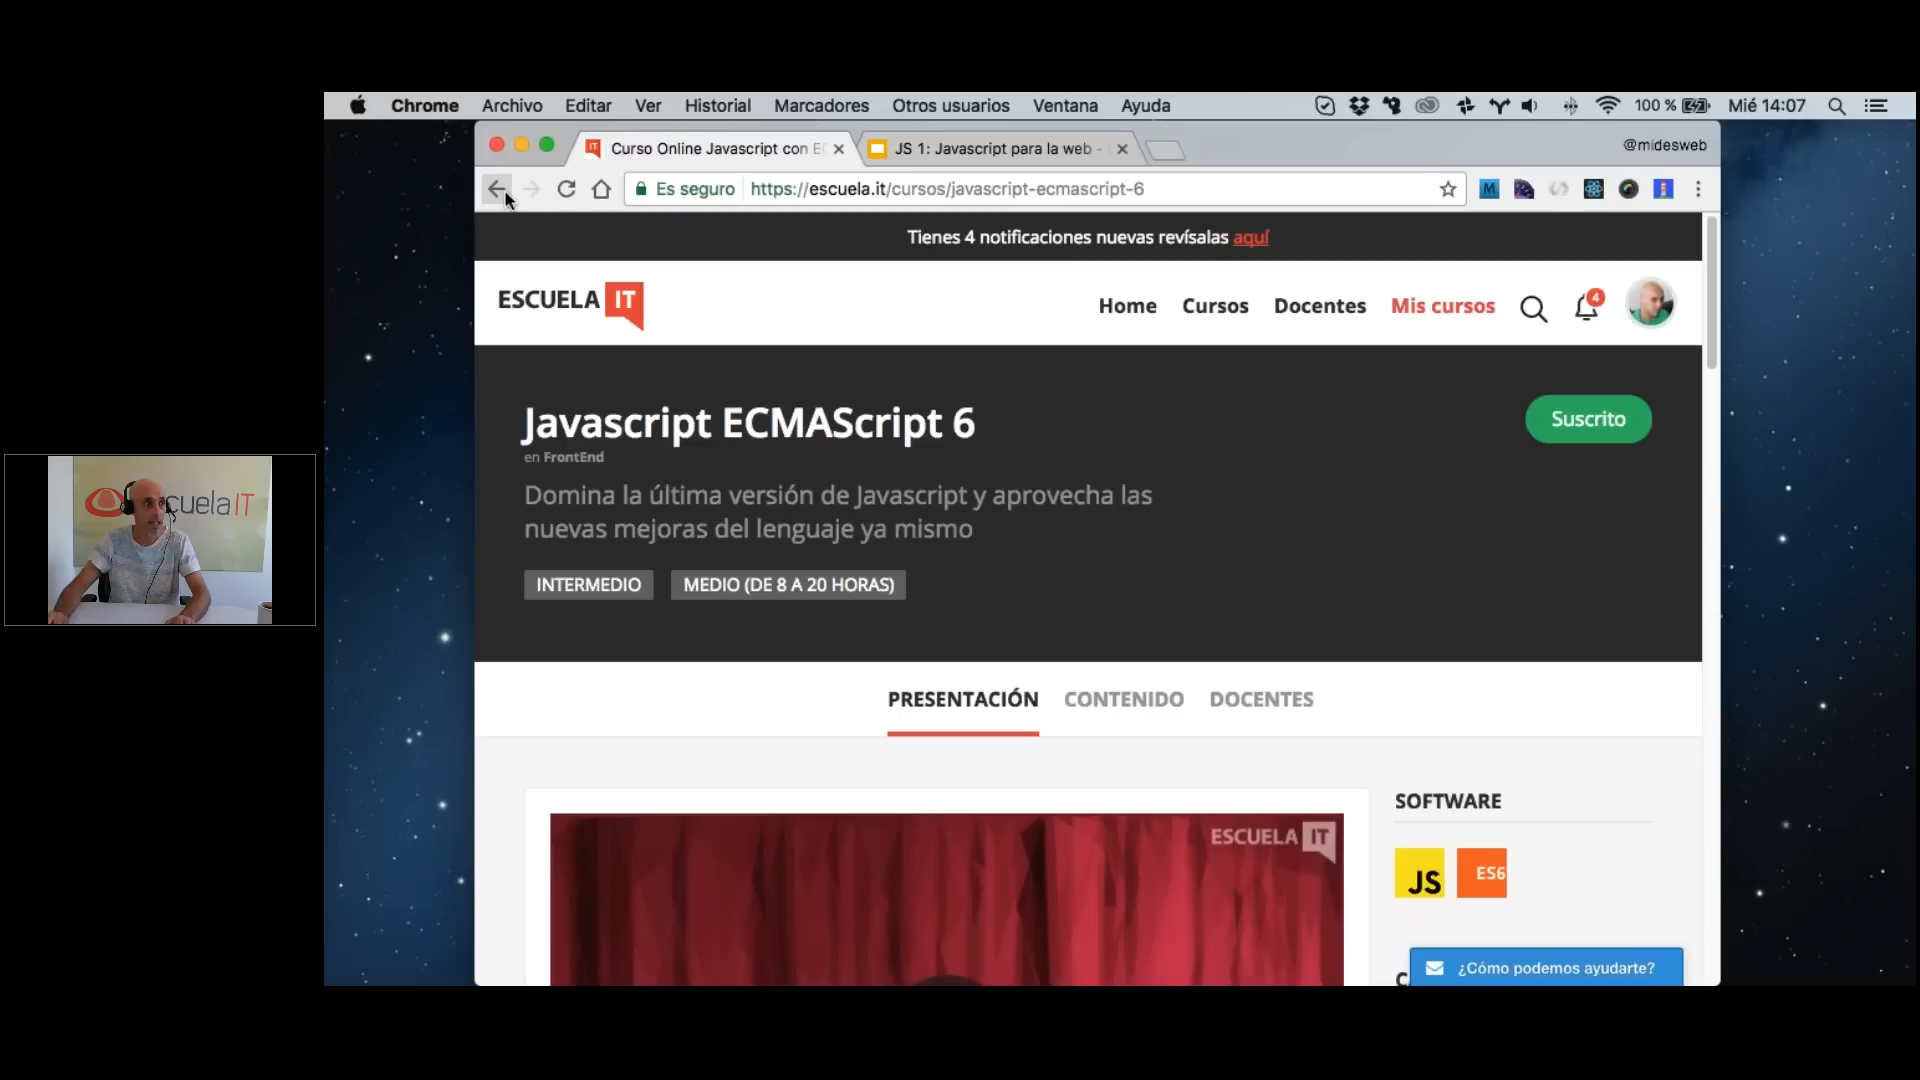 Chrome Archivo Editar Ver Historial Marcadores Otros usuarios Ventana Ayuda 100 % Mié 14:07
Curso Online Javascript con E
JS 1: Javascript para la web -
@midesweb
Es seguro https://escuela.it/cursos/javascript-ecmascript-6
M
Tienes 4 notificaciones nuevas revísalas aquí
ESCUELA IT
Home Cursos Docentes Mis cursos 4
Javascript ECMAScript 6
Suscrito
en FrontEnd
Domina la última versión de Javascript y aprovecha las
nuevas mejoras del lenguaje ya mismo
INTERMEDIO MEDIO (DE 8 A 20 HORAS)
cuela IT
PRESENTACIÓN CONTENIDO DOCENTES
SOFTWARE
ESCUELA IT
JS ES6
¿Cómo podemos ayudarte?